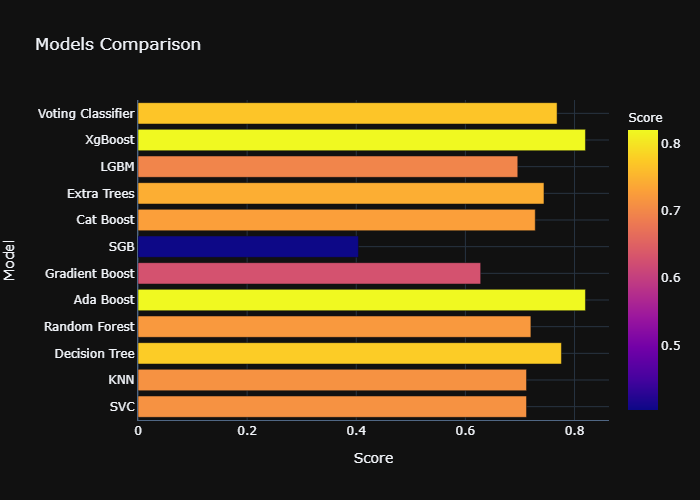 Models Comparison
Score
Voting Classifier
XgBoost
LGBM
Extra Trees
Cat Boost
SGB
Gradient Boost
Ada Boost
Random Forest
Decision Tree
KNN
SVC
Model
0 0.2 0.4 0.6 0.8
Score
0.8
0.7
0.6
0.5